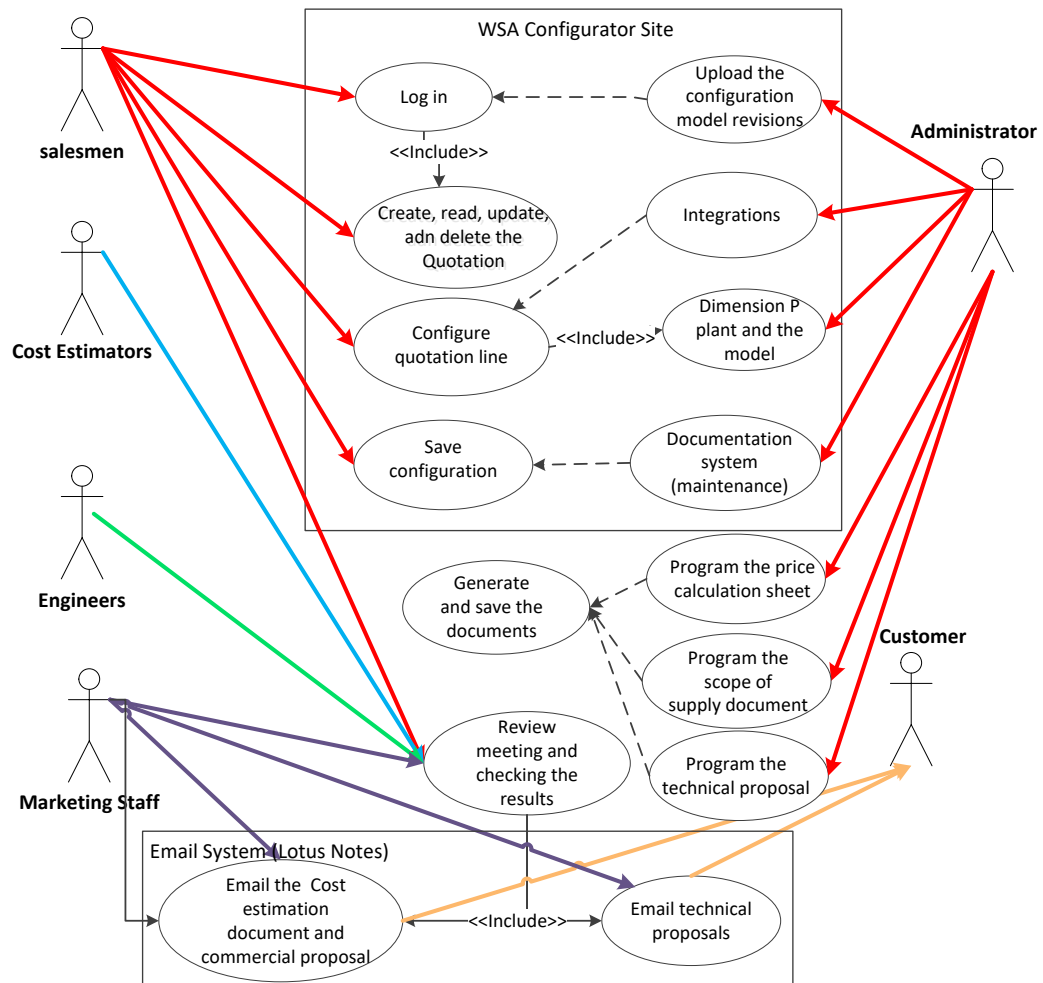 WSA Configurator Site
salesmen
Log in
Upload the
configuration
model revisions
Administrator
<<Include>>
Create, read, update,
adn delete the
Quotation
Integrations
Cost Estimators
Configure
quotation line
<<Include>>
Dimension P
plant and the
model
Save
configuration
Documentation
system
(maintenance)
Engineers
Generate
and save the
documents
Program the price
calculation sheet
Customer
Program the
scope of
supply document
Marketing Staff
Review
meeting and
checking the
results
Program the
technical proposal
Email System (Lotus Notes)
Email the Cost
estimation
document and
commercial proposal
<<Include>>
Email technical
proposals